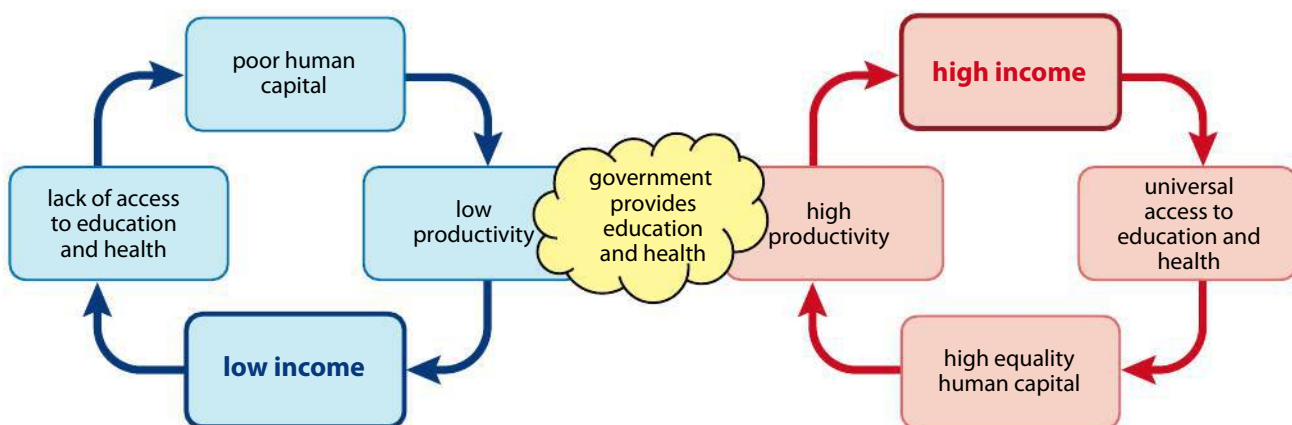 poor human
capital
lack of access
to education
and health
low
productivity
low income
government
provides
education
and health
high income
high
productivity
universal
access to
education and
health
high equality
human capital